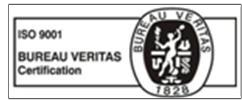 ISO 9001
BUREAU VERITAS
Certification
BUREAU VERITAS
1828